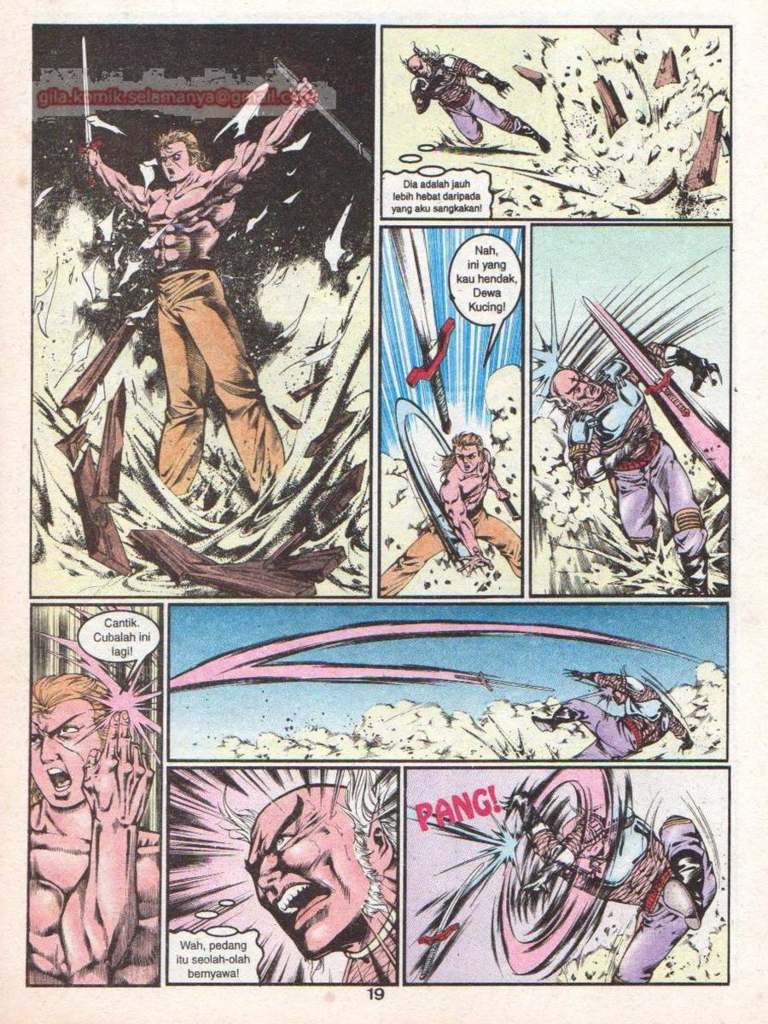 gila.komik.selamanya@gmail.com
Dia adalah jauh
lebih hebat daripada
yang aku sangkakan!
Nah,
ini yang
kau hendak,
Dewa
Kucing!
Cantik.
Cubalah ini
lagi!
Wah, pedang
itu seolah-olah
bernyawa!
PANG!
19